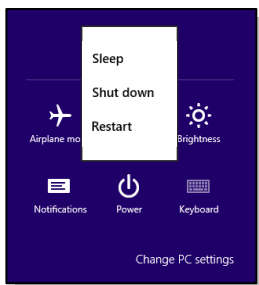 Sleep
Shut down
Restart
Airplane mo
Brightness
Notifications
Power
Keyboard
Change PC settings